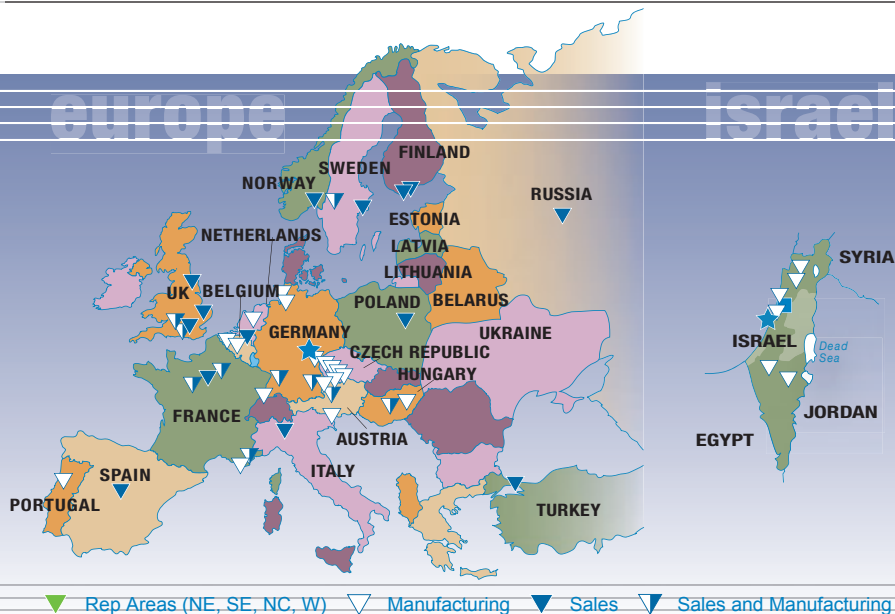 europe
israel
FINLAND
SWEDEN
NORWAY
RUSSIA
ESTONIA
NETHERLANDS
LATVIA
SYRIA
LITHUANIA
UK
BELGIUM
POLAND
BELARUS
GERMANY
UKRAINE
ISRAEL
Dead
Sea
CZECH REPUBLIC
HUNGARY
FRANCE
JORDAN
AUSTRIA
EGYPT
ITALY
SPAIN
PORTUGAL
TURKEY
Rep Areas (NE, SE, NC, W) Manufacturing Sales Sales and Manufacturing